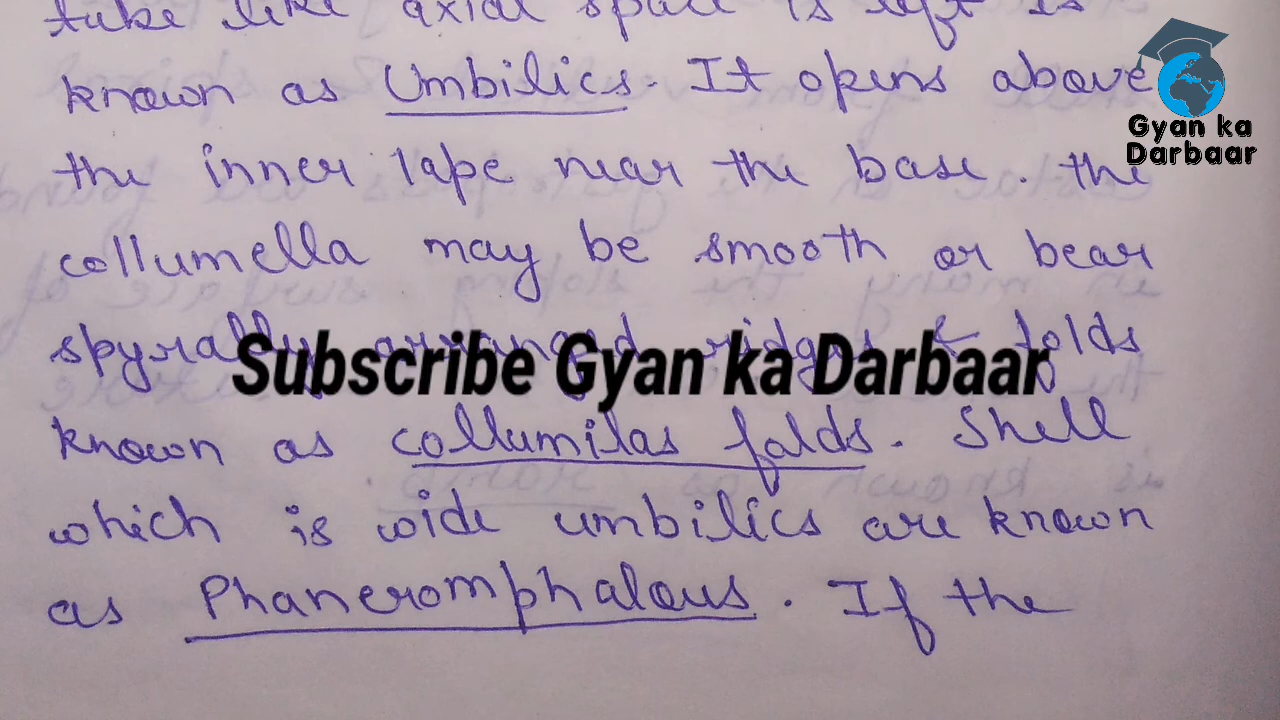 tube like axial space is left is
known as Umbilics. It opens above
the inner lape near the base. the
collumella may be smooth or bear
spyrally arranged ridges & folds
known as collumilas folds. Shell
which is wide umbilics are known
as Phaneromphalous. If the
Gyan ka
Darbaar
Subscribe Gyan ka Darbaar